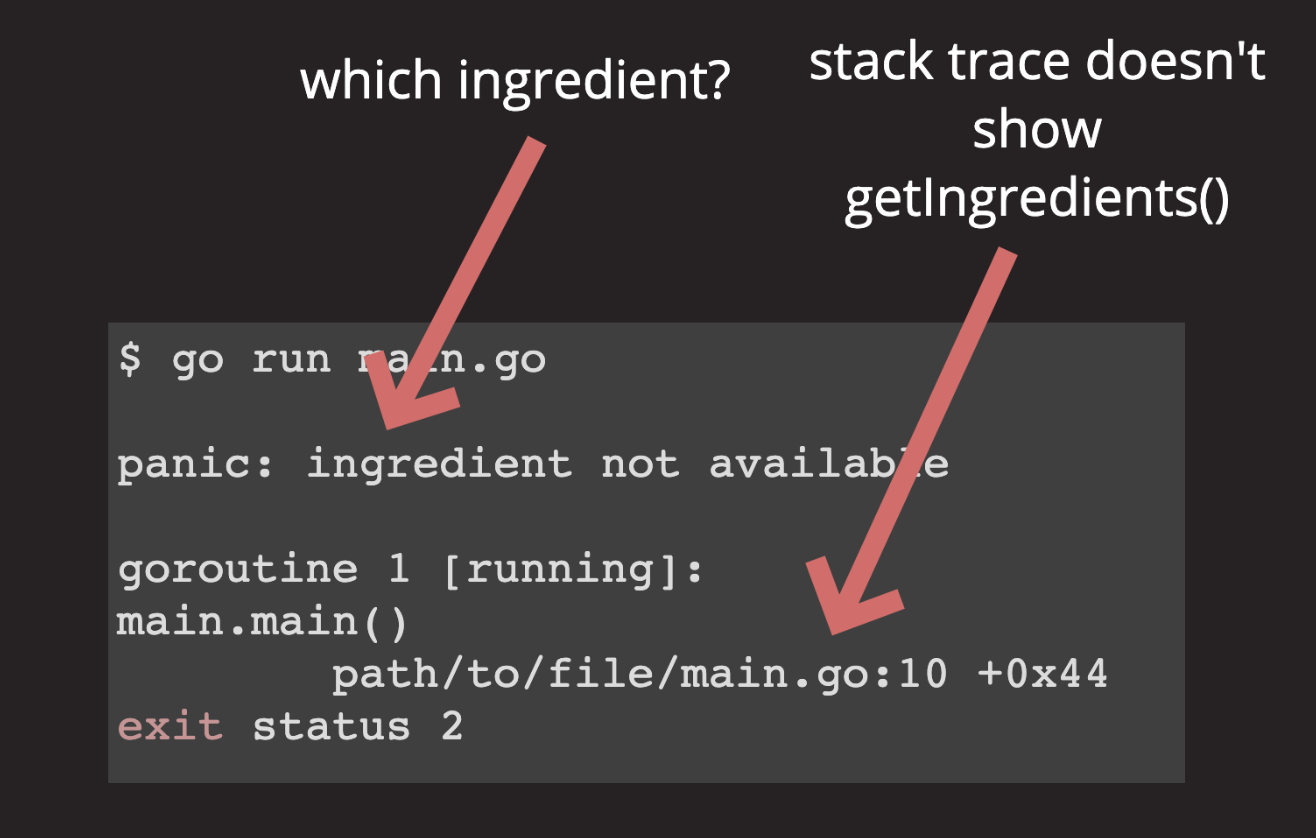 which ingredient?
stack trace doesn't
show
getIngredients()
$ go run main.go
panic: ingredient not available
goroutine 1 [running]:
main.main()
        path/to/file/main.go:10 +0x44
exit status 2